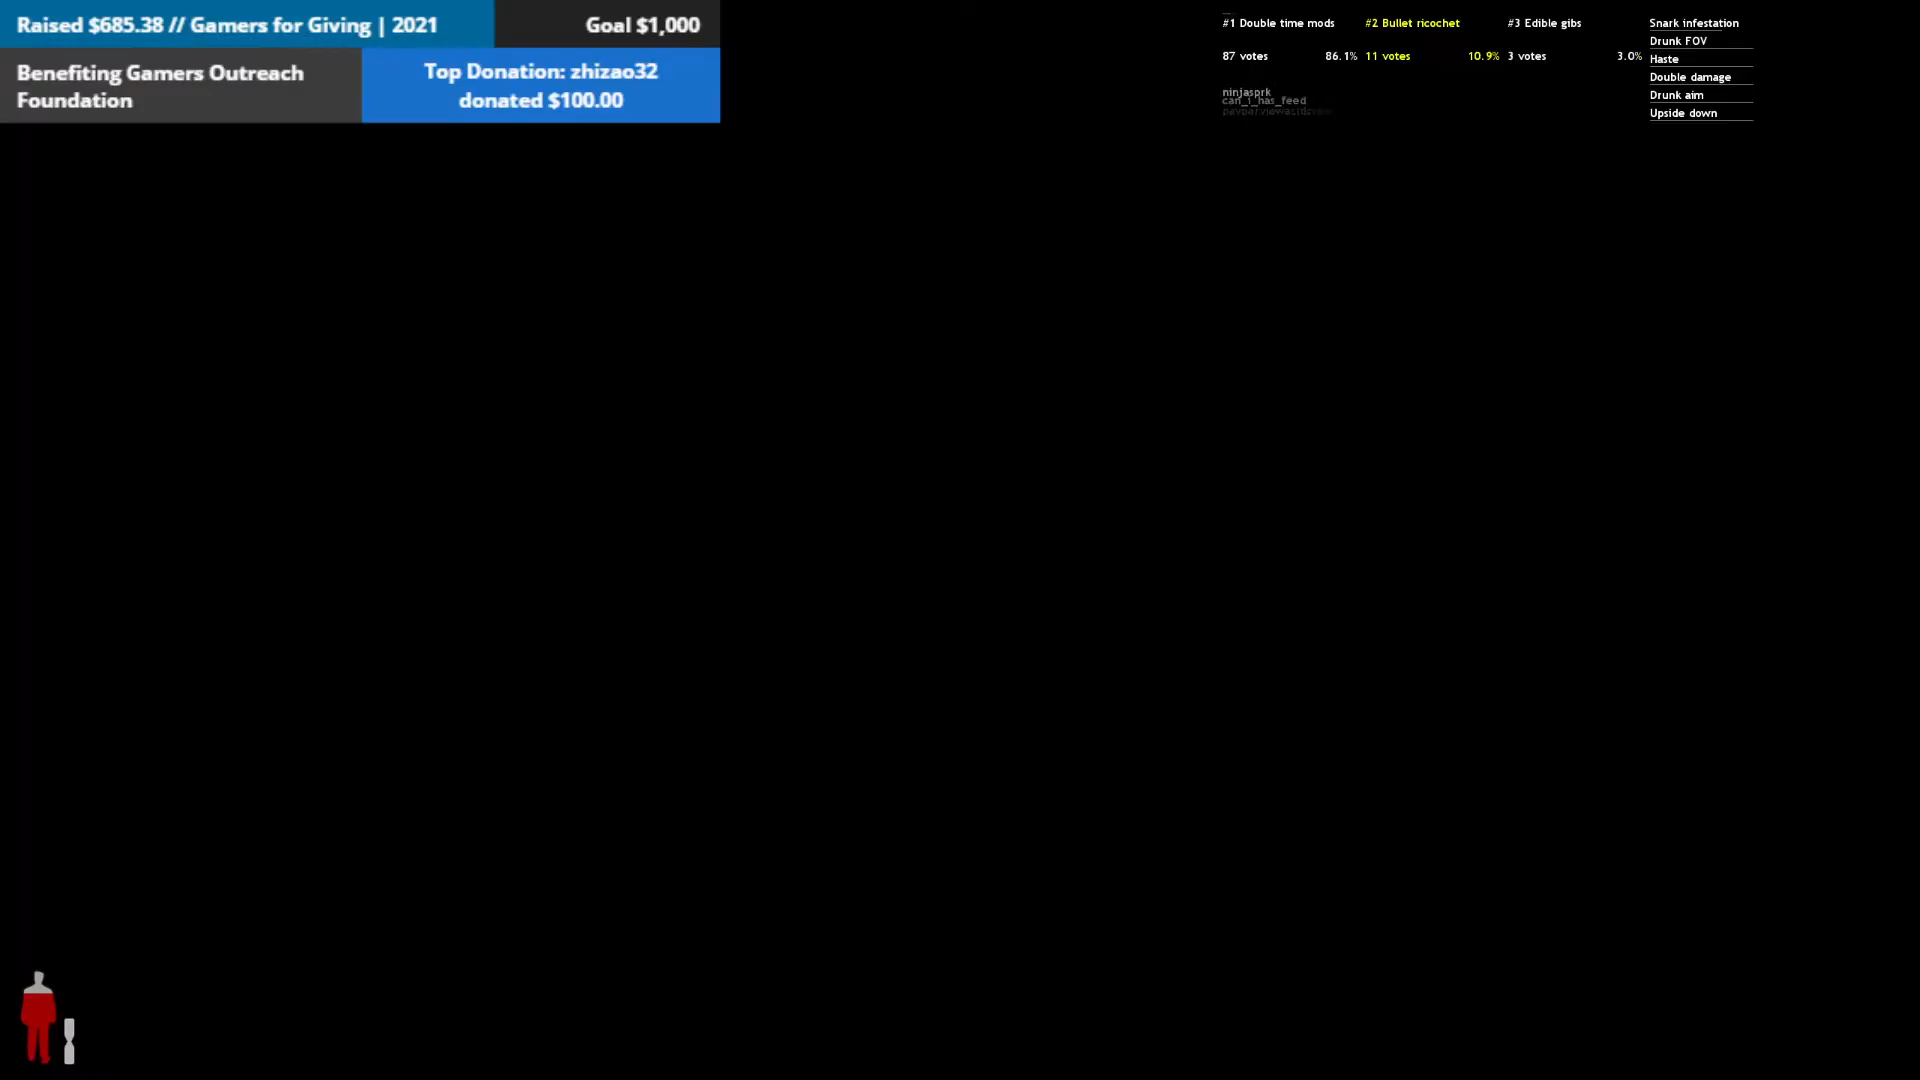 Raised $685.38 // Gamers for Giving | 2021
Goal $1,000
Benefiting Gamers Outreach
Foundation
Top Donation: zhizao32
donated $100.00
#1 Double time mods
87 votes 86.1%
#2 Bullet ricochet
11 votes 10.9%
#3 Edible gibs
3 votes 3.0%
ninjasprk
can_i_has_feed
Snark infestation
Drunk FOV
Haste
Double damage
Drunk aim
Upside down